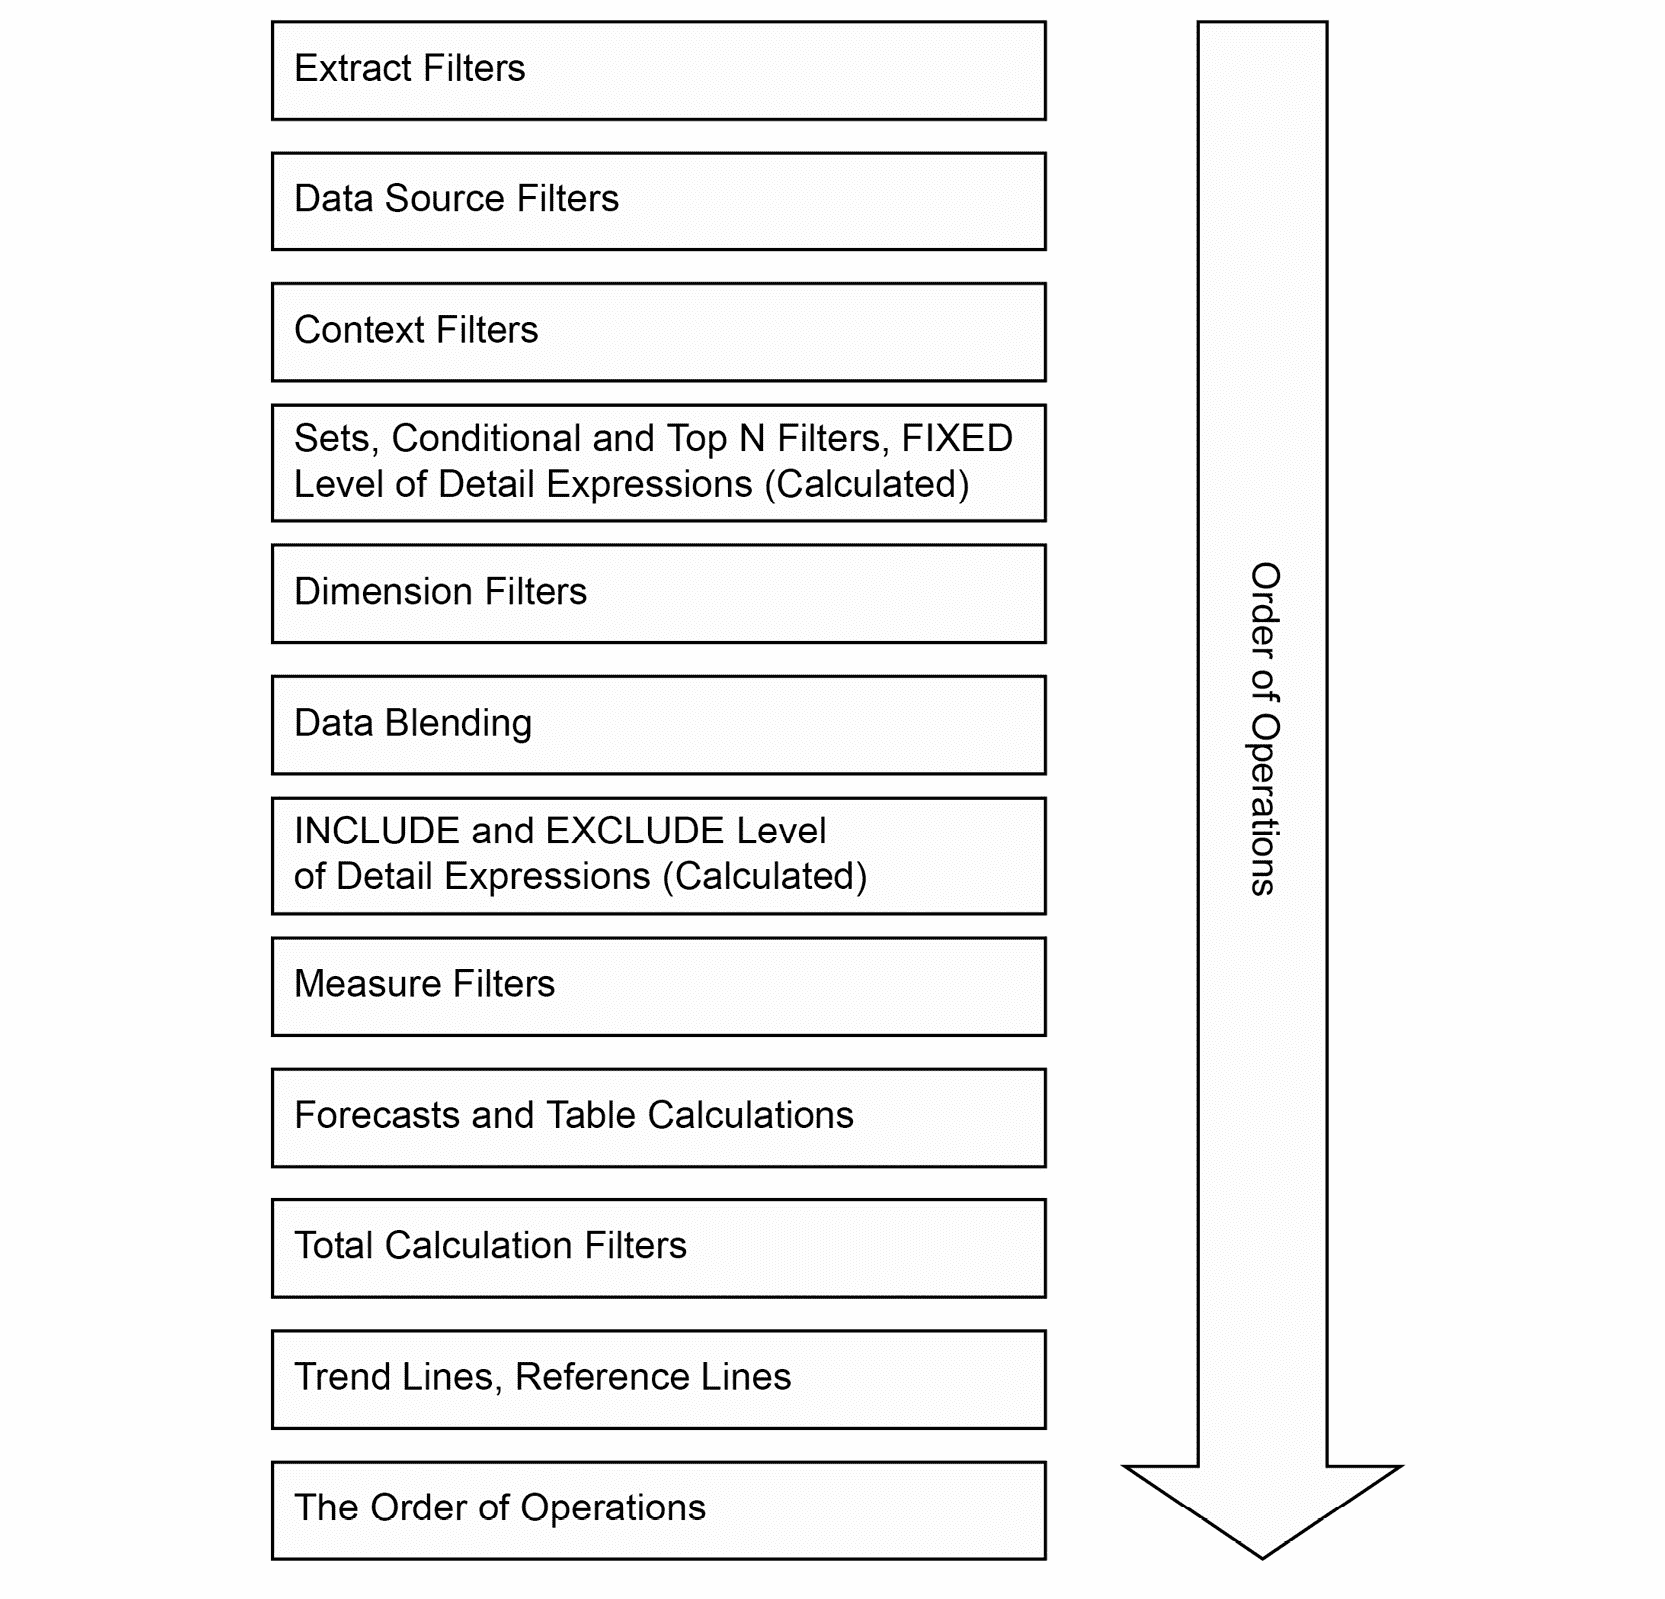 Extract Filters
Data Source Filters
Context Filters
Sets, Conditional and Top N Filters, FIXED
Level of Detail Expressions (Calculated)
Dimension Filters
Data Blending
INCLUDE and EXCLUDE Level
of Detail Expressions (Calculated)
Measure Filters
Forecasts and Table Calculations
Total Calculation Filters
Trend Lines, Reference Lines
The Order of Operations
Order of Operations